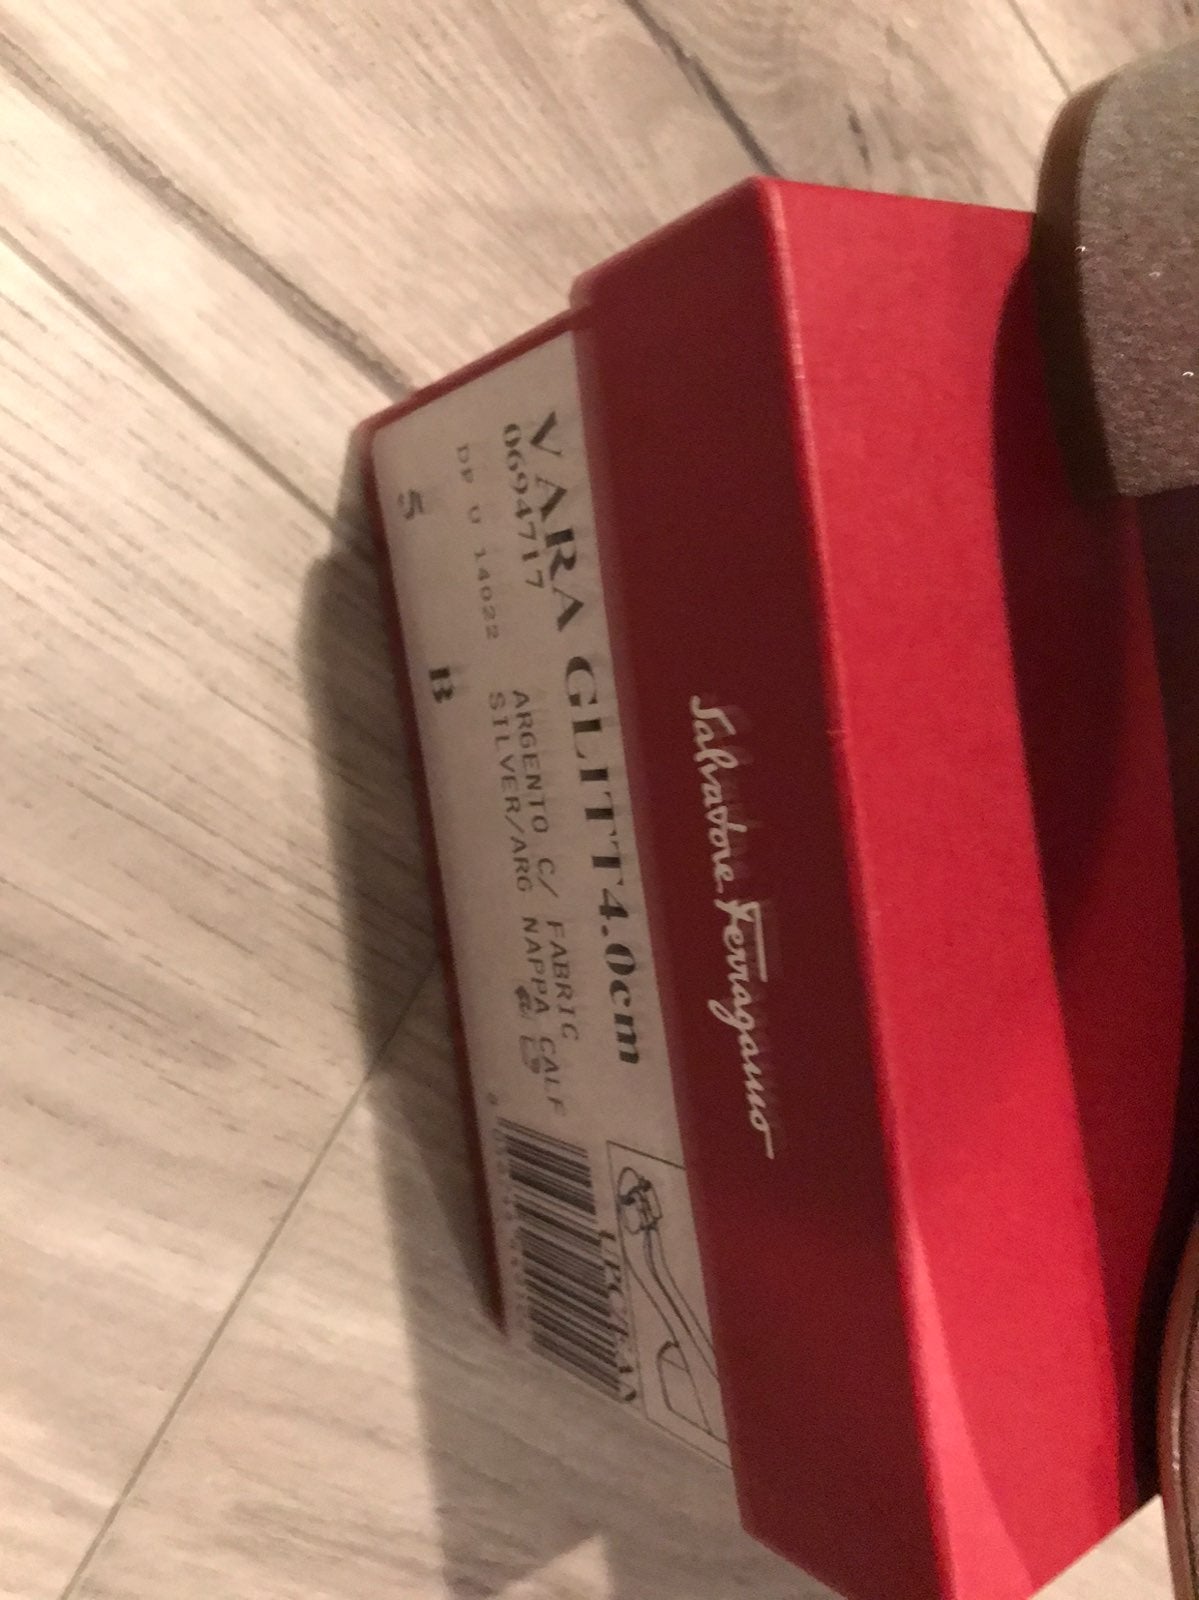 Salvatore Ferragamo
VARA GLITT4.0cm
0694717
ARGENTO C/ FABRIC
DP U 14022
SILVER/ARG NAPPA CALF
5 B